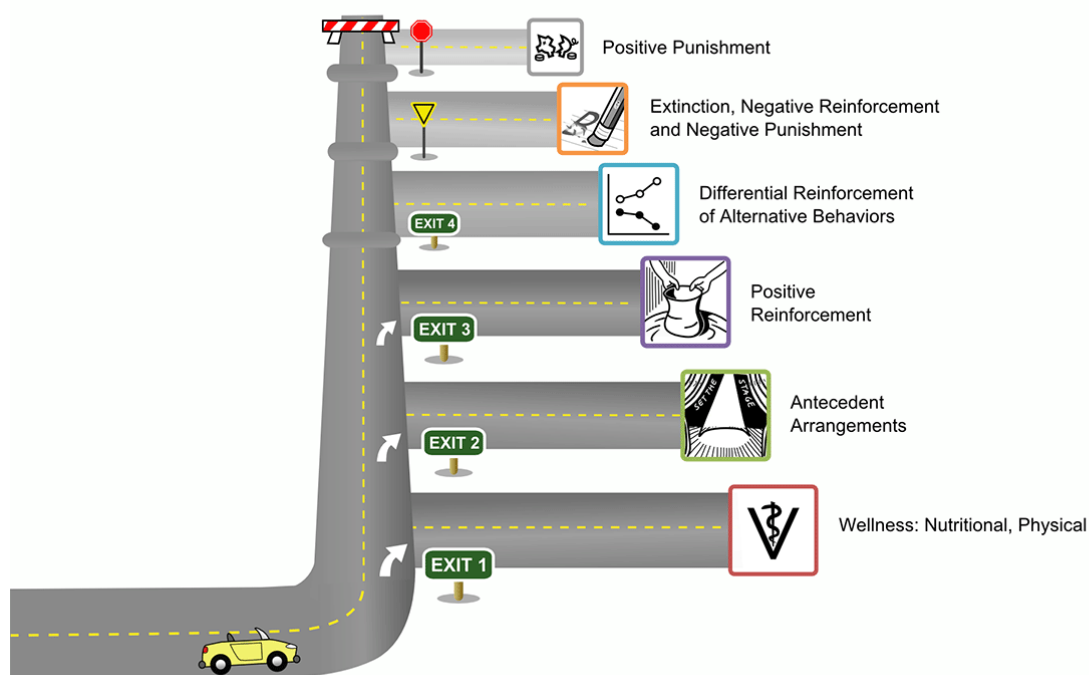 Positive Punishment
Extinction, Negative Reinforcement
and Negative Punishment
Differential Reinforcement
of Alternative Behaviors
EXIT 4
Positive
Reinforcement
EXIT 3
SET THE
STAGE
Antecedent
Arrangements
EXIT 2
Wellness: Nutritional, Physical
EXIT 1